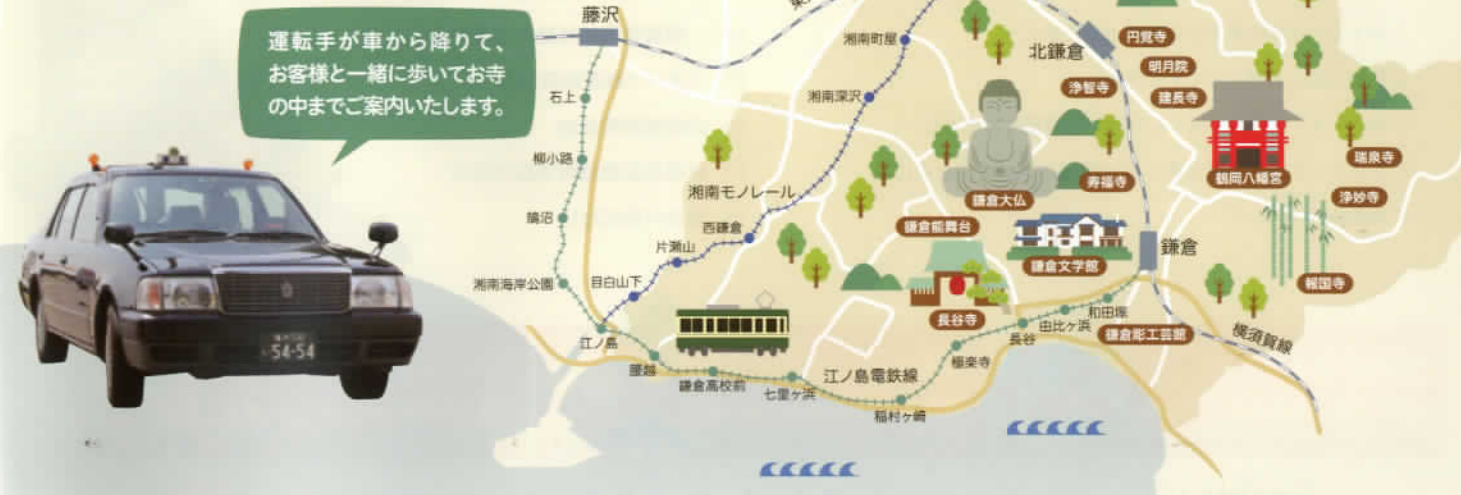 運転手が車から降りて、
お客様と一緒に歩いてお寺
の中までご案内いたします。
藤沢
石上
柳小路
鵠沼
湘南海岸公園
江ノ島
腰越
鎌倉高校前
七里ヶ浜
稲村ヶ崎
極楽寺
長谷
由比ヶ浜
和田塚
鎌倉
江ノ島電鉄線
湘南町屋
湘南深沢
湘南モノレール
西鎌倉
片瀬山
目白山下
北鎌倉
円覚寺
明月院
浄智寺
建長寺
鶴岡八幡宮
瑞泉寺
浄妙寺
報国寺
寿福寺
鎌倉大仏
鎌倉能舞台
鎌倉文学館
長谷寺
鎌倉彫工芸館
横須賀線
54-54